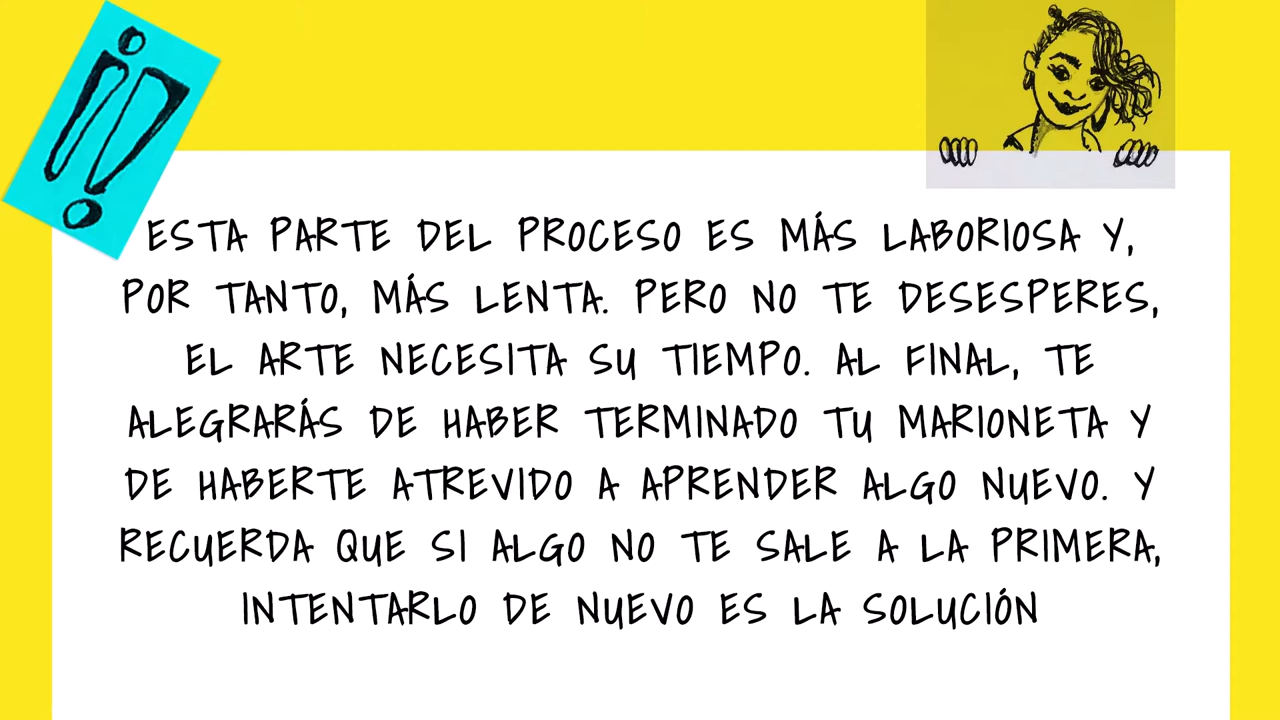 ¡!
ESTA PARTE DEL PROCESO ES MÁS LABORIOSA Y,
POR TANTO, MÁS LENTA. PERO NO TE DESESPERES,
EL ARTE NECESITA SU TIEMPO. AL FINAL, TE
ALEGRARÁS DE HABER TERMINADO TU MARIONETA Y
DE HABERTE ATREVIDO A APRENDER ALGO NUEVO. Y
RECUERDA QUE SI ALGO NO TE SALE A LA PRIMERA,
INTENTARLO DE NUEVO ES LA SOLUCIÓN